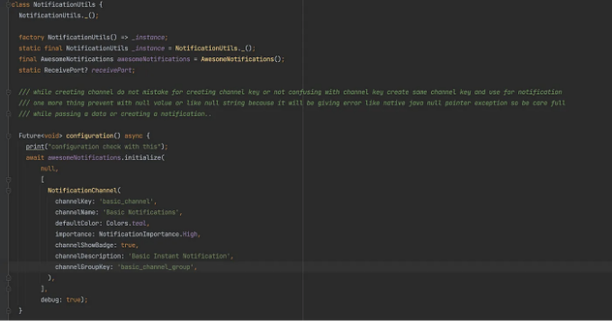 class NotificationUtils {
NotificationUtils._();
factory NotificationUtils() => _instance;
static final NotificationUtils _instance = NotificationUtils._();
final AwesomeNotifications awesomeNotifications = AwesomeNotifications();
static ReceivePort? receivePort;
/// while creating channel do not mistake for creating channel key or not confusing with channel key create same channel key and use for notification
/// one more thing prevent with null value or like null string because it will be giving error like native java null pointer exception so be care full
/// while passing a data or creating a notification..
Future<void> configuration() async {
print("configuration check with this");
await awesomeNotifications.initialize(
null,
[
NotificationChannel(
channelKey: 'basic_channel',
channelName: 'Basic Notifications',
defaultColor: Colors.teal,
importance: NotificationImportance.High,
channelShowBadge: true,
channelDescription: 'Basic Instant Notification',
channelGroupKey: 'basic_channel_group',
),
],
debug: true);
}